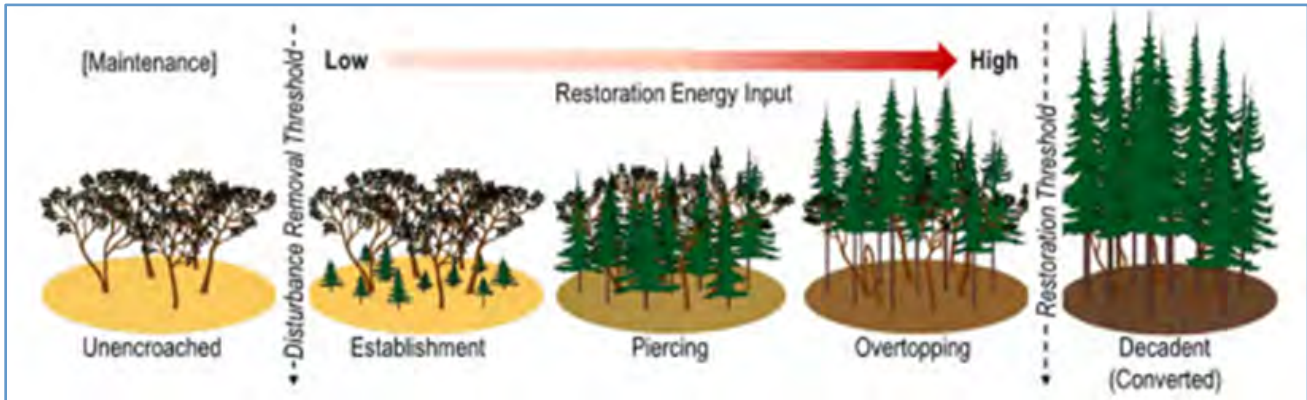 [Maintenance]
Disturbance Removal Threshold
Low
High
Restoration Energy Input
Restoration Threshold
Unencroached
Establishment
Piercing
Overtopping
Decadent
(Converted)